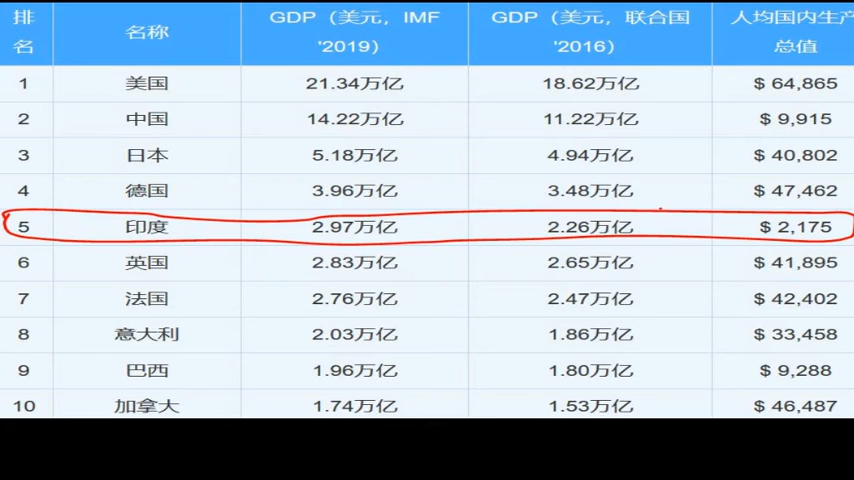 排名 名称 GDP（美元，IMF '2019） GDP（美元，联合国 '2016） 人均国内生产总值
1 美国 21.34万亿 18.62万亿 $ 64,865
2 中国 14.22万亿 11.22万亿 $ 9,915
3 日本 5.18万亿 4.94万亿 $ 40,802
4 德国 3.96万亿 3.48万亿 $ 47,462
5 印度 2.97万亿 2.26万亿 $ 2,175
6 英国 2.83万亿 2.65万亿 $ 41,895
7 法国 2.76万亿 2.47万亿 $ 42,402
8 意大利 2.03万亿 1.86万亿 $ 33,458
9 巴西 1.96万亿 1.80万亿 $ 9,288
10 加拿大 1.74万亿 1.53万亿 $ 46,487